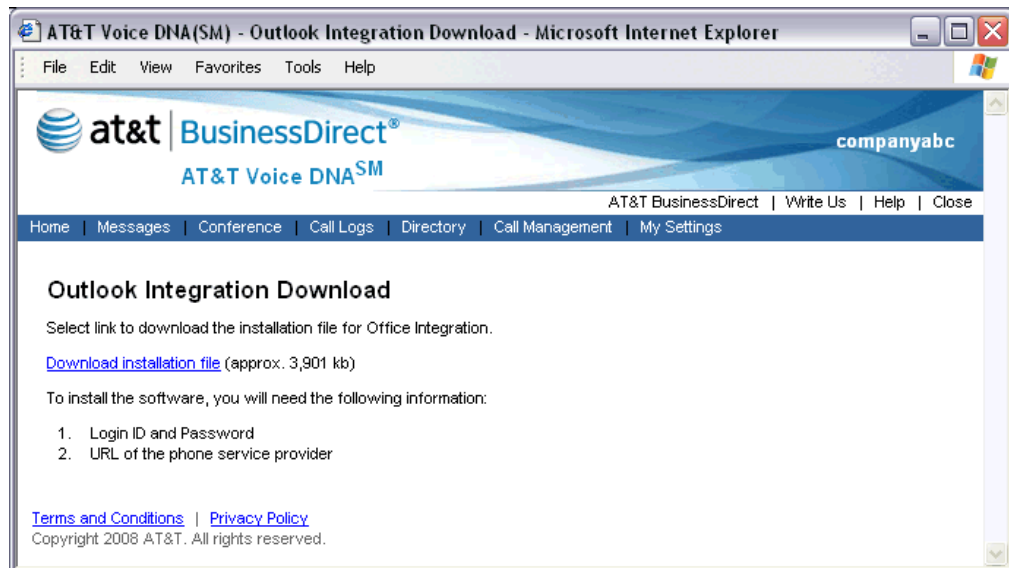 AT&T Voice DNA(SM) - Outlook Integration Download - Microsoft Internet Explorer
File Edit View Favorites Tools Help
at&t | BusinessDirect®
companyabc
AT&T Voice DNASM
AT&T BusinessDirect | Write Us | Help | Close
Home | Messages | Conference | Call Logs | Directory | Call Management | My Settings
Outlook Integration Download
Select link to download the installation file for Office Integration.
Download installation file (approx. 3,901 kb)
To install the software, you will need the following information:
1. Login ID and Password
2. URL of the phone service provider
Terms and Conditions | Privacy Policy
Copyright 2008 AT&T. All rights reserved.